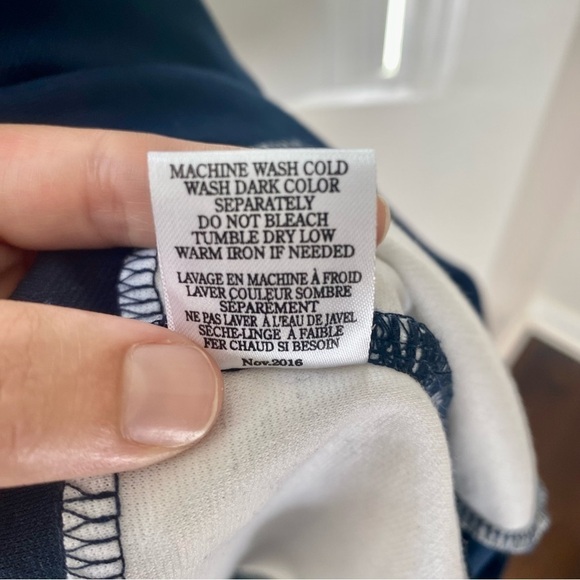 MACHINE WASH COLD
WASH DARK COLOR
SEPARATELY
DO NOT BLEACH
TUMBLE DRY LOW
WARM IRON IF NEEDED
LAVAGE EN MACHINE À FROID
LAVER COULEUR SOMBRE
SÉPARÉMENT
NE PAS LAVER À L'EAU DE JAVEL
SÈCHE-LINGE À FAIBLE
FER CHAUD SI BESOIN
Nov.2016